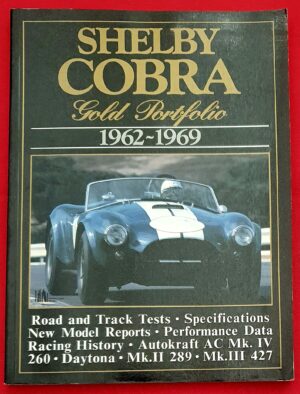 SHELBY
COBRA
Gold Portfolio
1962~1969
Road and Track Tests • Specifications
New Model Reports • Performance Data
Racing History • Autokraft AC Mk. IV
260 • Daytona • Mk.II 289 • Mk.III 427